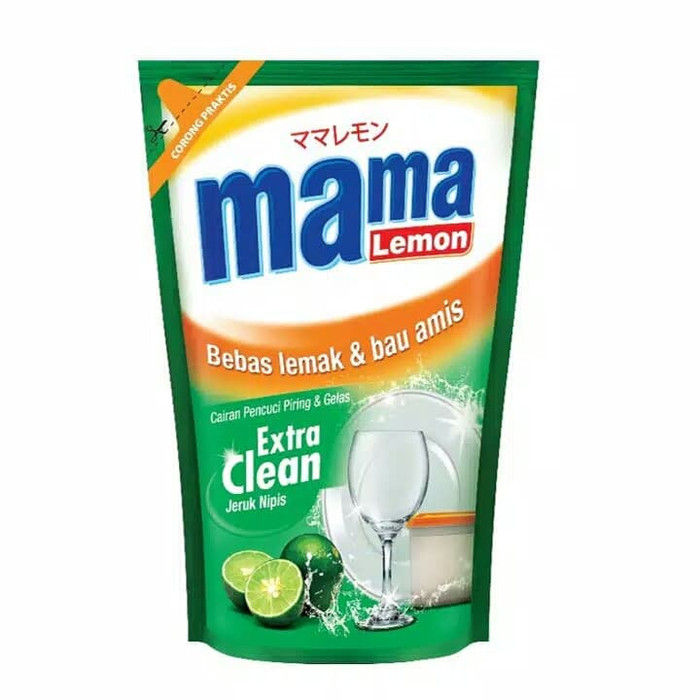 CORONG PRAKTIS
ママレモン
mama
Lemon
Bebas lemak & bau amis
Cairan Pencuci Piring & Gelas
Extra
Clean
Jeruk Nipis